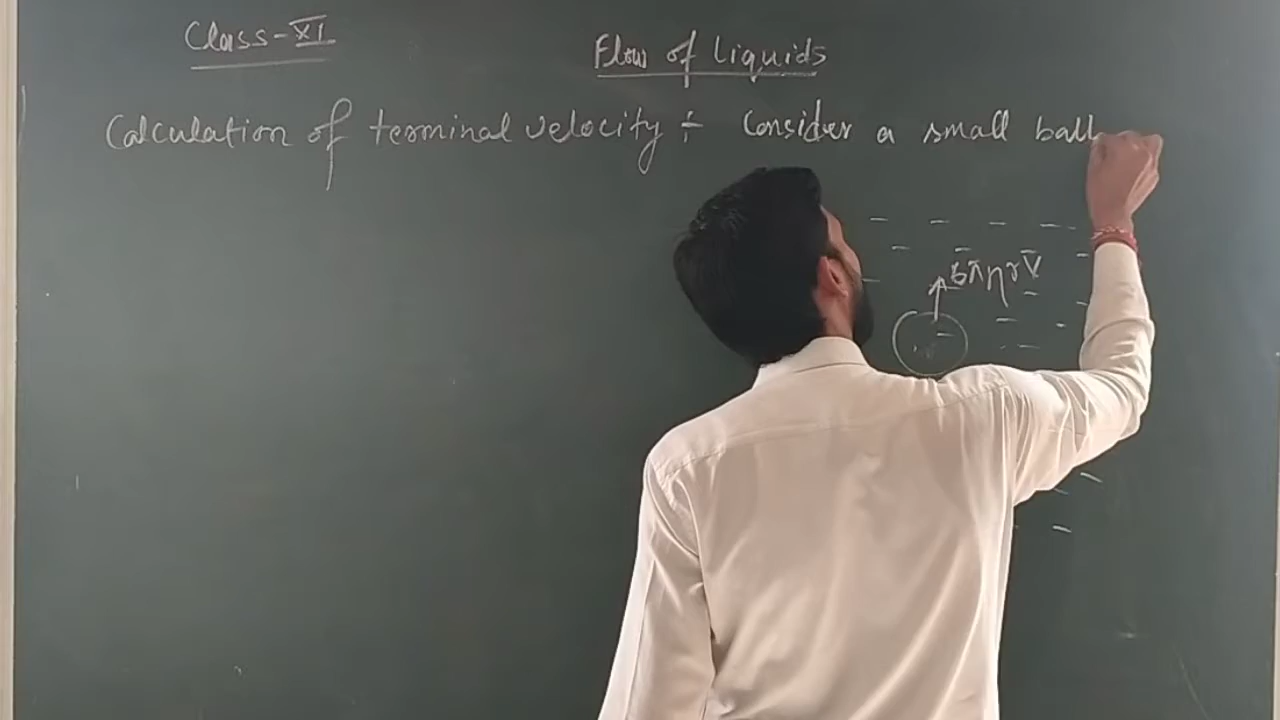 Class-XI
Flow of Liquids
Calculation of terminal velocity ÷ Consider a small ball
6πηrV